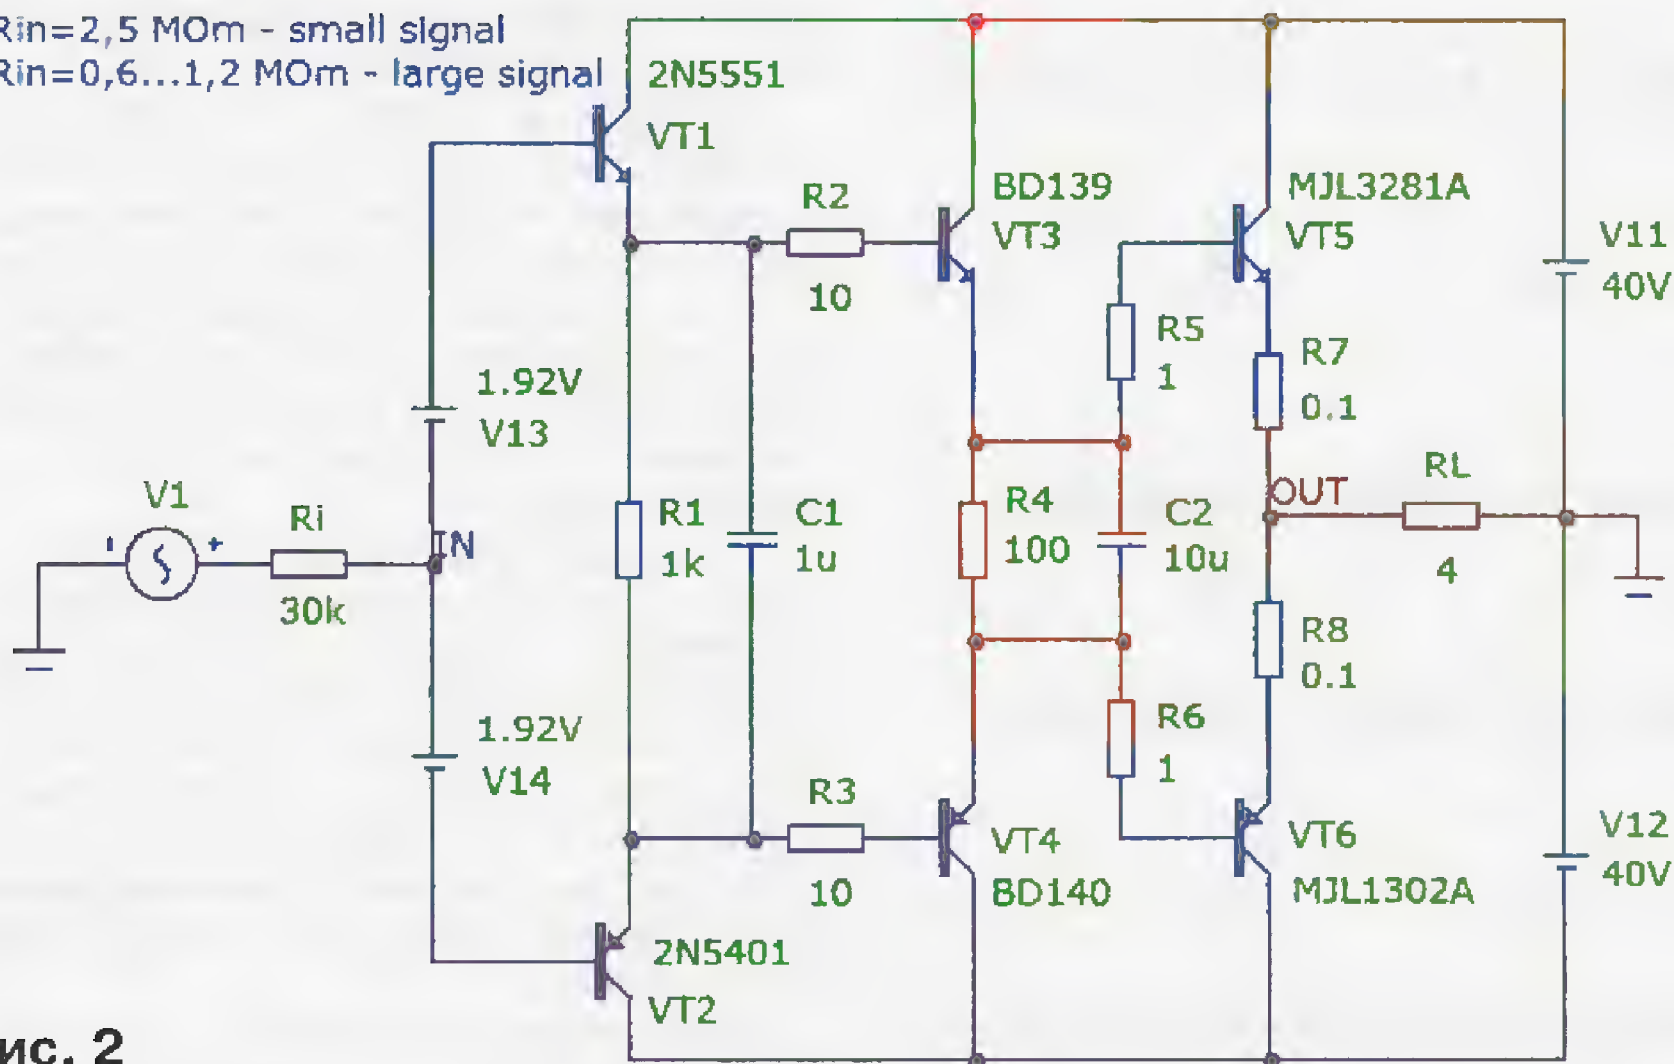 Rin=2,5 MOm - small signal
Rin=0,6...1,2 MOm - large signal
2N5551
VT1
R2
10
BD139
VT3
MJL3281A
VT5
V11
40V
R5
1
R7
0.1
1.92V
V13
V1
Ri
30k
IN
R1
1k
C1
1u
R4
100
C2
10u
OUT
RL
4
R8
0.1
1.92V
V14
R6
1
R3
10
VT4
BD140
VT6
MJL1302A
V12
40V
2N5401
VT2
ис. 2